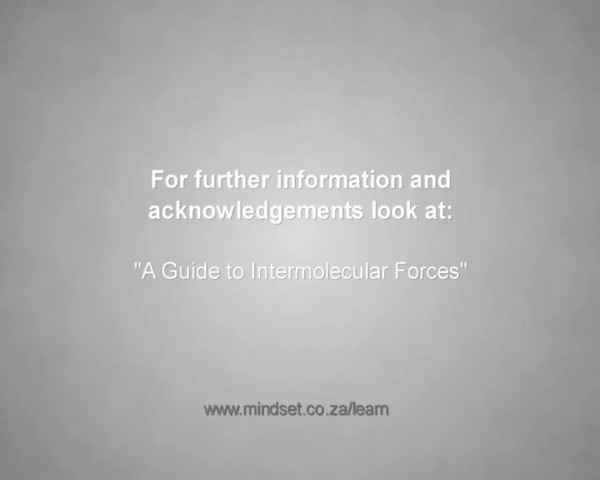 For further information and
acknowledgements look at:
"A Guide to Intermolecular Forces"
www.mindset.co.za/learn